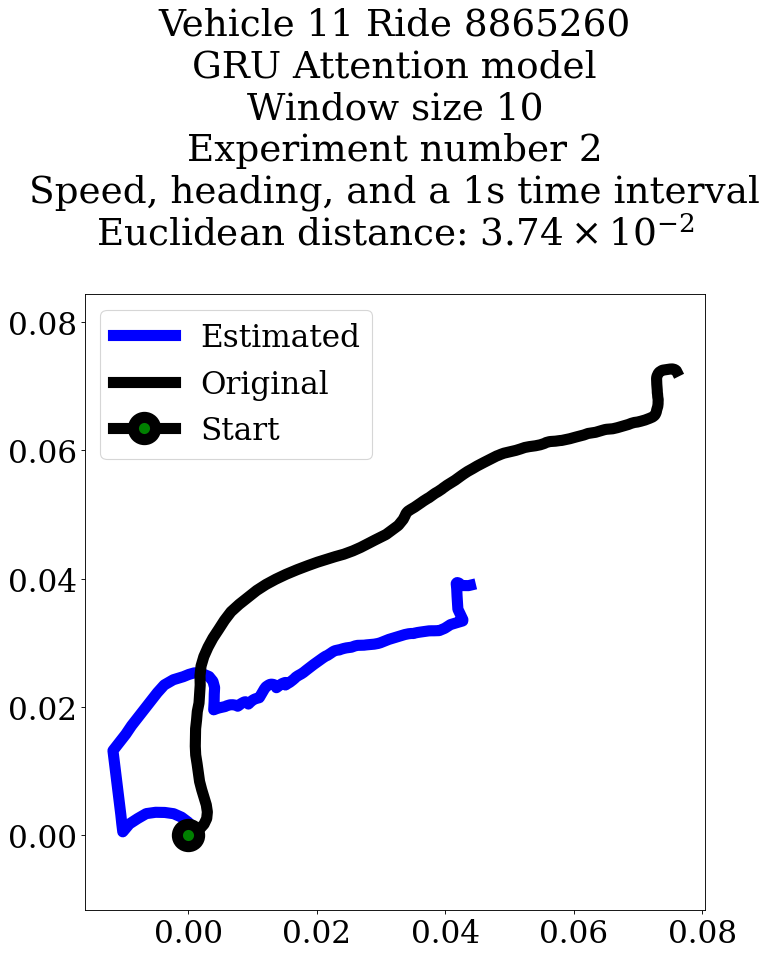 Vehicle 11 Ride 8865260
GRU Attention model
Window size 10
Experiment number 2
Speed, heading, and a 1s time interval
Euclidean distance: 3.74 × 10⁻²
Estimated
Original
Start
0.08
0.06
0.04
0.02
0.00
0.00 0.02 0.04 0.06 0.08